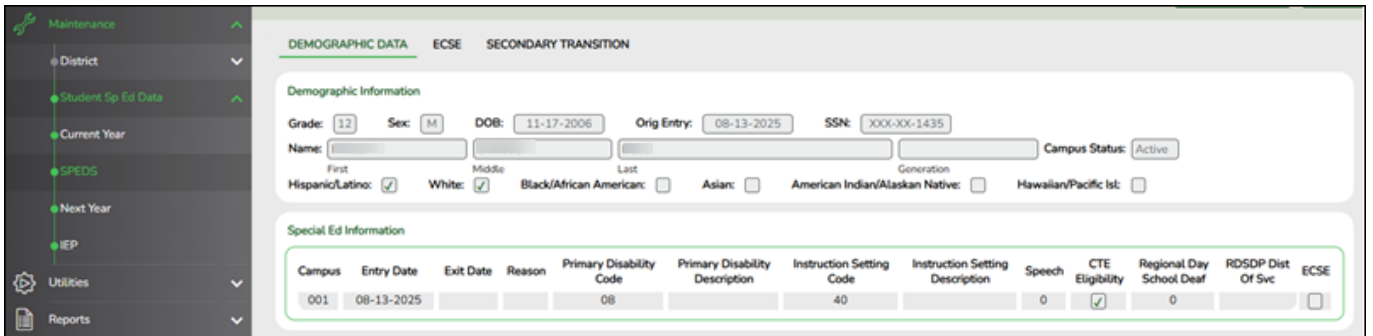 Maintenance
District
Student Sp Ed Data
Current Year
SPEDS
Next Year
IEP
Utilities
Reports
DEMOGRAPHIC DATA ECSE SECONDARY TRANSITION
Demographic Information
Grade: 12 Sex: M DOB: 11-17-2006 Orig Entry: 08-13-2025 SSN: XXX-XX-1435
Name: Campus Status: Active
First Middle Last Generation
Hispanic/Latino: White: Black/African American: Asian: American Indian/Alaskan Native: Hawaiian/Pacific Isl:
Special Ed Information
Campus Entry Date Exit Date Reason Primary Disability Code Primary Disability Description Instruction Setting Code Instruction Setting Description Speech CTE Eligibility Regional Day School Deaf RDSDP Dist Of Svc ECSE
001 08-13-2025 08 40 0 0